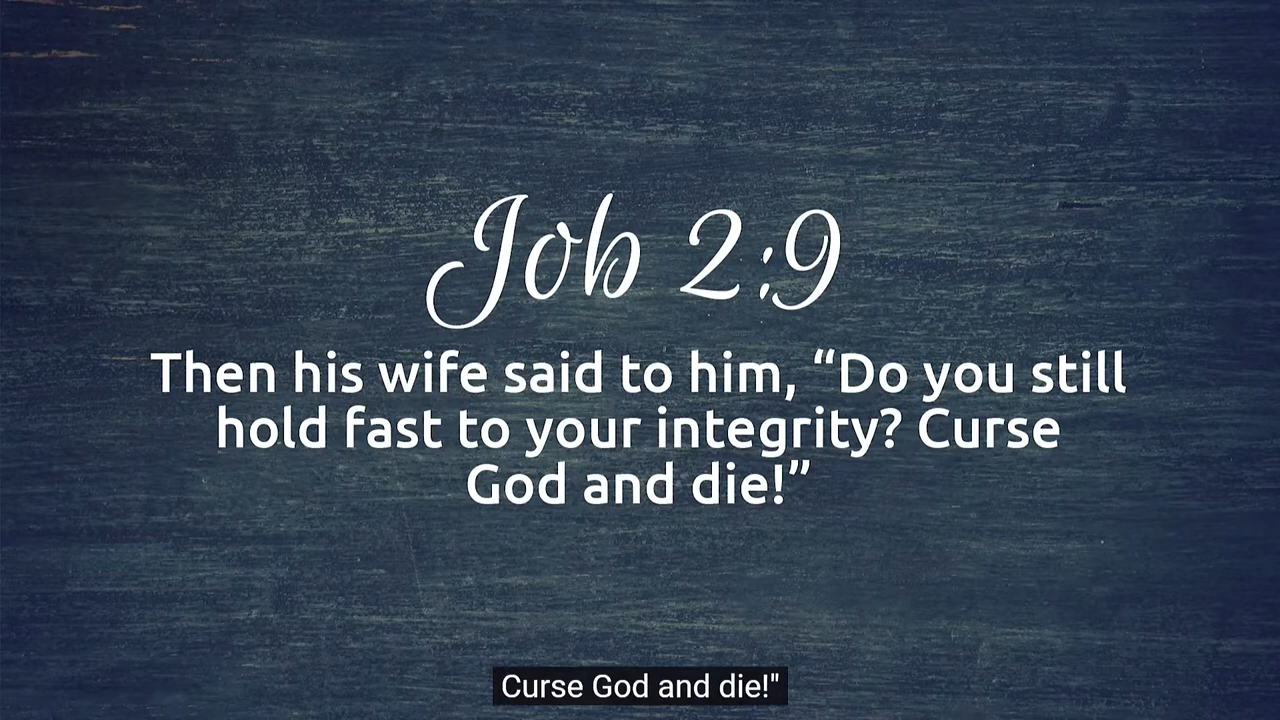 Job 2:9
Then his wife said to him, “Do you still
hold fast to your integrity? Curse
God and die!”
Curse God and die!"